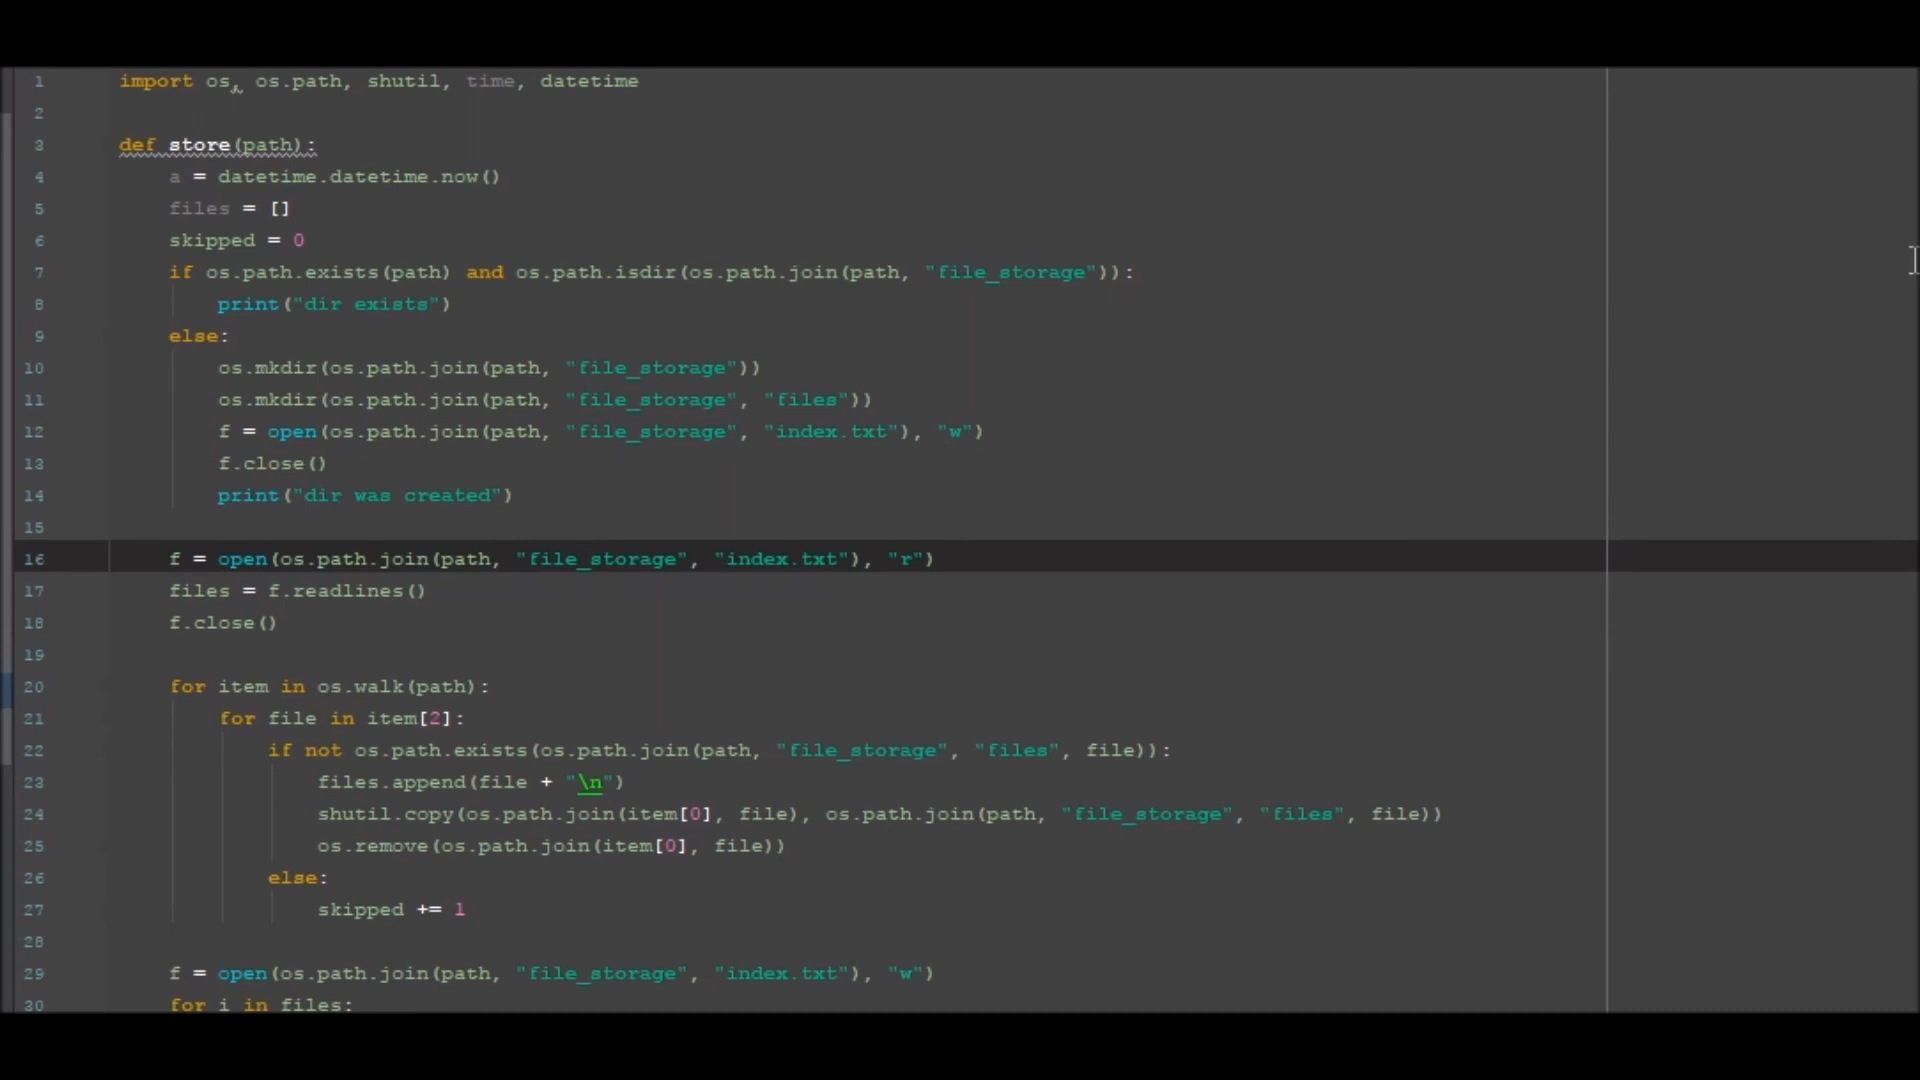 1 import os, os.path, shutil, time, datetime
2
3 def store(path):
4     a = datetime.datetime.now()
5     files = []
6     skipped = 0
7     if os.path.exists(path) and os.path.isdir(os.path.join(path, "file_storage")):
8         print("dir exists")
9     else:
10         os.mkdir(os.path.join(path, "file_storage"))
11         os.mkdir(os.path.join(path, "file_storage", "files"))
12         f = open(os.path.join(path, "file_storage", "index.txt"), "w")
13         f.close()
14         print("dir was created")
15
16     f = open(os.path.join(path, "file_storage", "index.txt"), "r")
17     files = f.readlines()
18     f.close()
19
20     for item in os.walk(path):
21         for file in item[2]:
22             if not os.path.exists(os.path.join(path, "file_storage", "files", file)):
23                 files.append(file + "\n")
24                 shutil.copy(os.path.join(item[0], file), os.path.join(path, "file_storage", "files", file))
25                 os.remove(os.path.join(item[0], file))
26             else:
27                 skipped += 1
28
29     f = open(os.path.join(path, "file_storage", "index.txt"), "w")
30     for i in files: